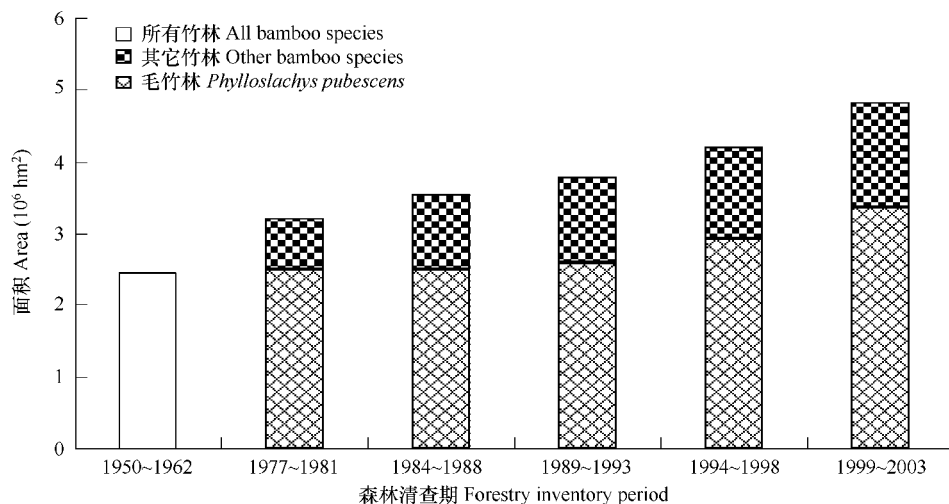 6
5
4
3
2
1
0
面积 Area (10⁶ hm²)
所有竹林 All bamboo species
其它竹林 Other bamboo species
毛竹林 Phylloslachys pubescens
1950~1962
1977~1981
1984~1988
1989~1993
1994~1998
1999~2003
森林清查期 Forestry inventory period